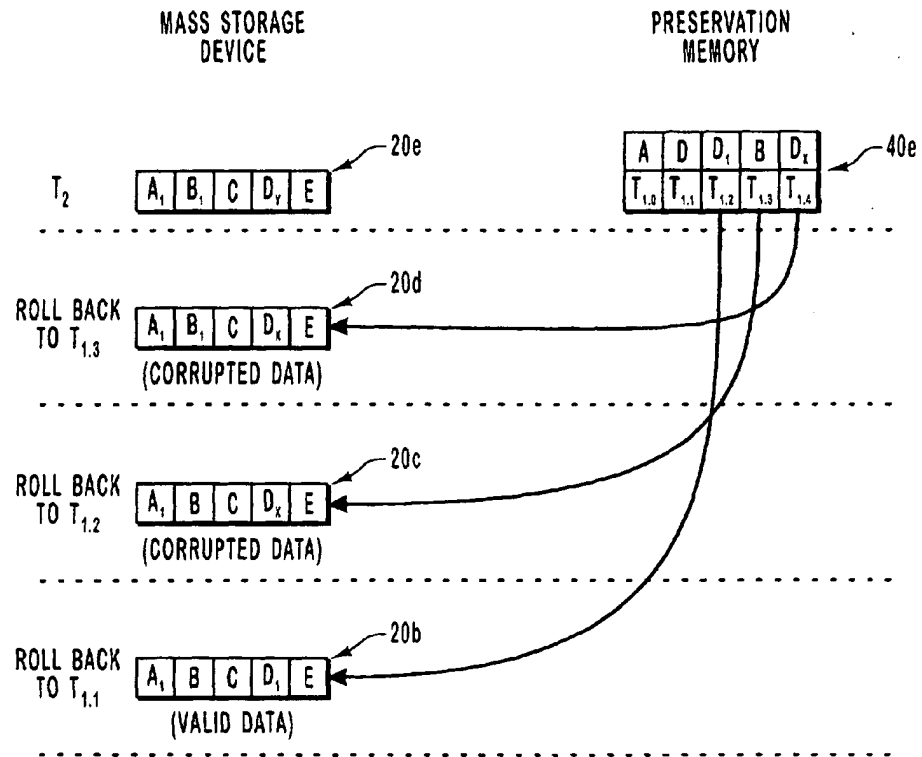 MASS STORAGE
DEVICE
PRESERVATION
MEMORY
T₂
A₁ B₁ C Dᵧ E
20e
A D D₁ B Dₓ
T₁.₀ T₁.₁ T₁.₂ T₁.₃ T₁.₄
40e
ROLL BACK
TO T₁.₃
A₁ B₁ C Dₓ E
20d
(CORRUPTED DATA)
ROLL BACK
TO T₁.₂
A₁ B C Dₓ E
20c
(CORRUPTED DATA)
ROLL BACK
TO T₁.₁
A₁ B C D₁ E
20b
(VALID DATA)